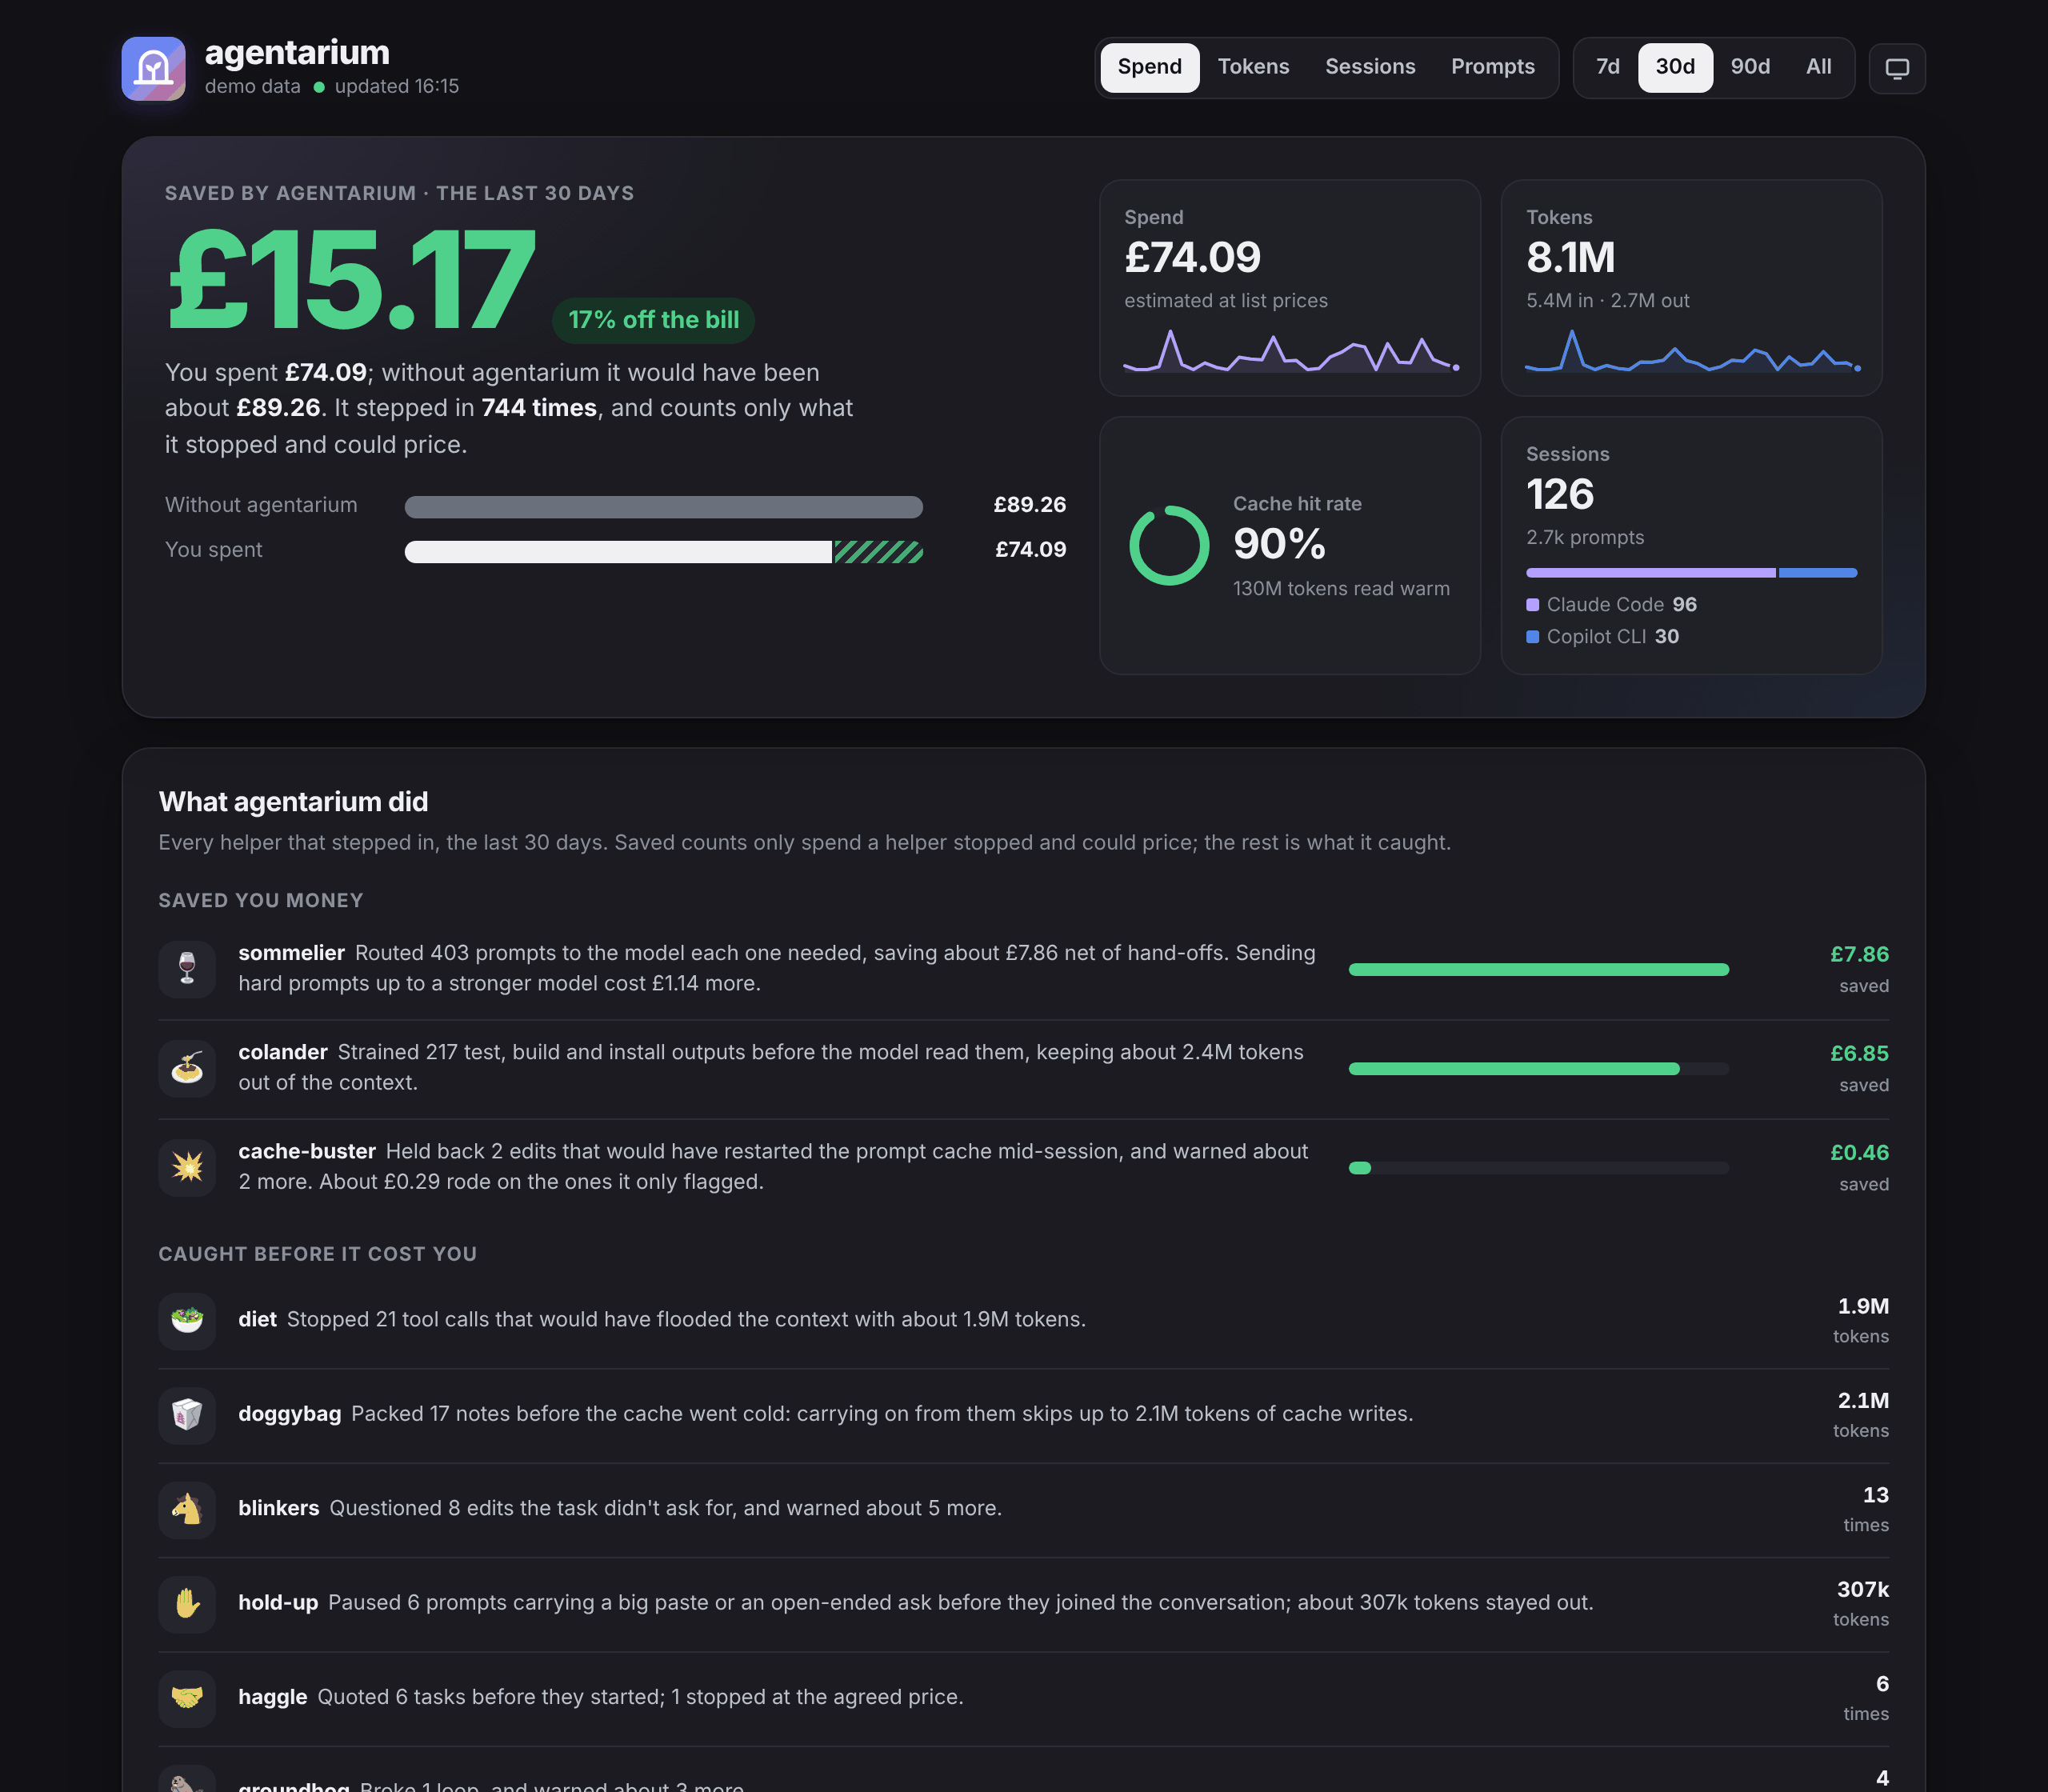 agentarium
demo data updated 16:15
Spend Tokens Sessions Prompts
7d 30d 90d All
SAVED BY AGENTARIUM · THE LAST 30 DAYS
£15.17
17% off the bill
You spent £74.09; without agentarium it would have been
about £89.26. It stepped in 744 times, and counts only what
it stopped and could price.
Without agentarium £89.26
You spent £74.09
Spend
£74.09
estimated at list prices
Tokens
8.1M
5.4M in · 2.7M out
Cache hit rate
90%
130M tokens read warm
Sessions
126
2.7k prompts
Claude Code 96
Copilot CLI 30
What agentarium did
Every helper that stepped in, the last 30 days. Saved counts only spend a helper stopped and could price; the rest is what it caught.
SAVED YOU MONEY
sommelier Routed 403 prompts to the model each one needed, saving about £7.86 net of hand-offs. Sending
hard prompts up to a stronger model cost £1.14 more.
£7.86
saved
colander Strained 217 test, build and install outputs before the model read them, keeping about 2.4M tokens
out of the context.
£6.85
saved
cache-buster Held back 2 edits that would have restarted the prompt cache mid-session, and warned about
2 more. About £0.29 rode on the ones it only flagged.
£0.46
saved
CAUGHT BEFORE IT COST YOU
diet Stopped 21 tool calls that would have flooded the context with about 1.9M tokens.
1.9M
tokens
doggybag Packed 17 notes before the cache went cold: carrying on from them skips up to 2.1M tokens of cache writes.
2.1M
tokens
blinkers Questioned 8 edits the task didn't ask for, and warned about 5 more.
13
times
hold-up Paused 6 prompts carrying a big paste or an open-ended ask before they joined the conversation; about 307k tokens stayed out.
307k
tokens
haggle Quoted 6 tasks before they started; 1 stopped at the agreed price.
6
times
groundhog Broke 1 loop, and warned about 3 more.
4